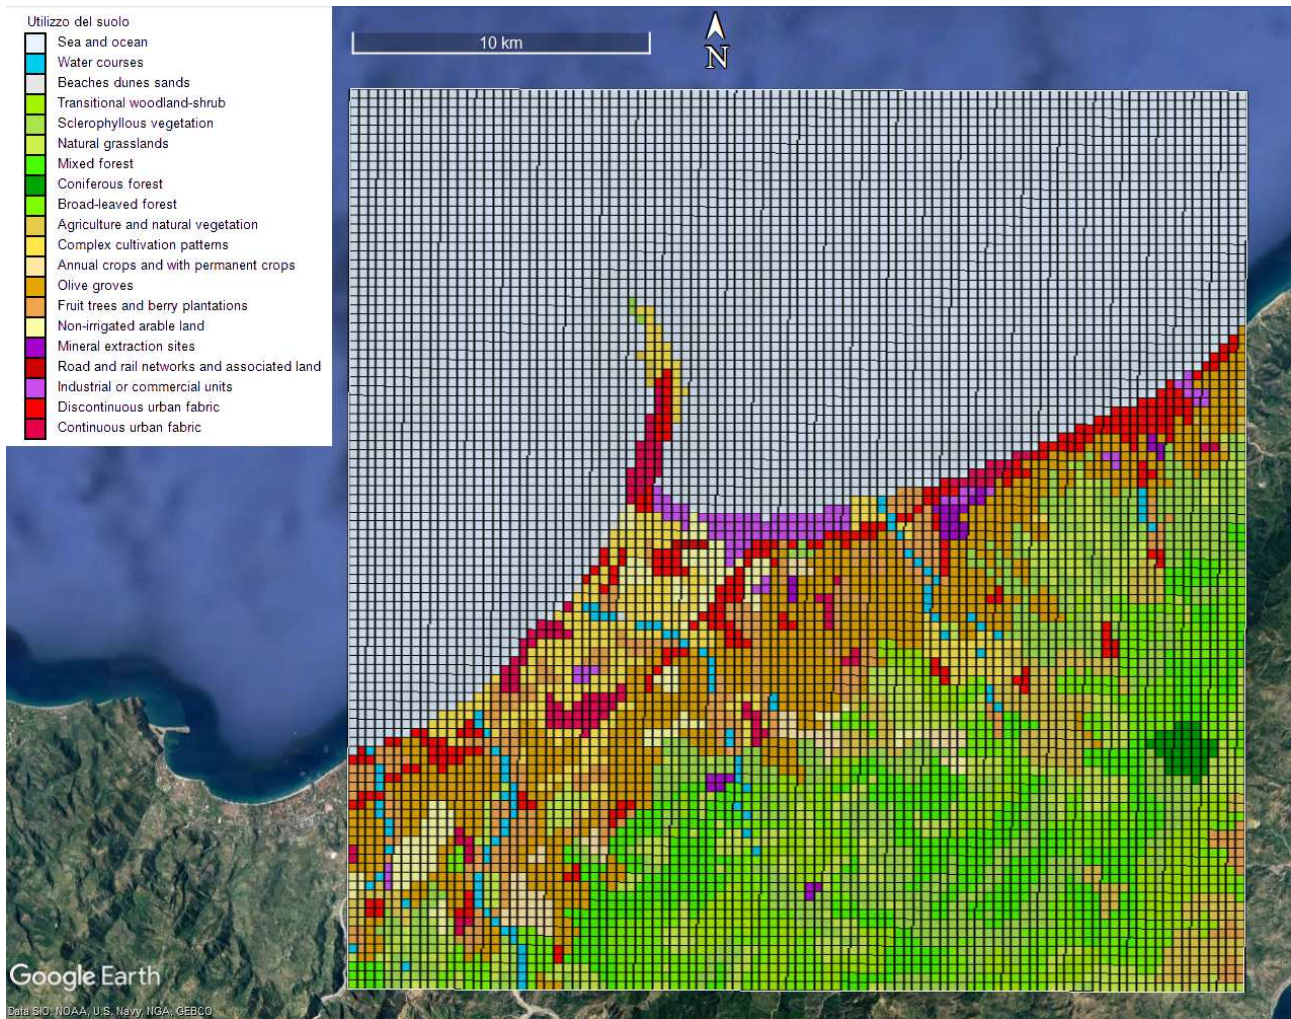 Utilizzo del suolo
Sea and ocean
Water courses
Beaches dunes sands
Transitional woodland-shrub
Sclerophyllous vegetation
Natural grasslands
Mixed forest
Coniferous forest
Broad-leaved forest
Agriculture and natural vegetation
Complex cultivation patterns
Annual crops and with permanent crops
Olive groves
Fruit trees and berry plantations
Non-irrigated arable land
Mineral extraction sites
Road and rail networks and associated land
Industrial or commercial units
Discontinuous urban fabric
Continuous urban fabric
10 km
N
Google Earth
Data SIO, NOAA, U.S. Navy, NGA, GEBCO